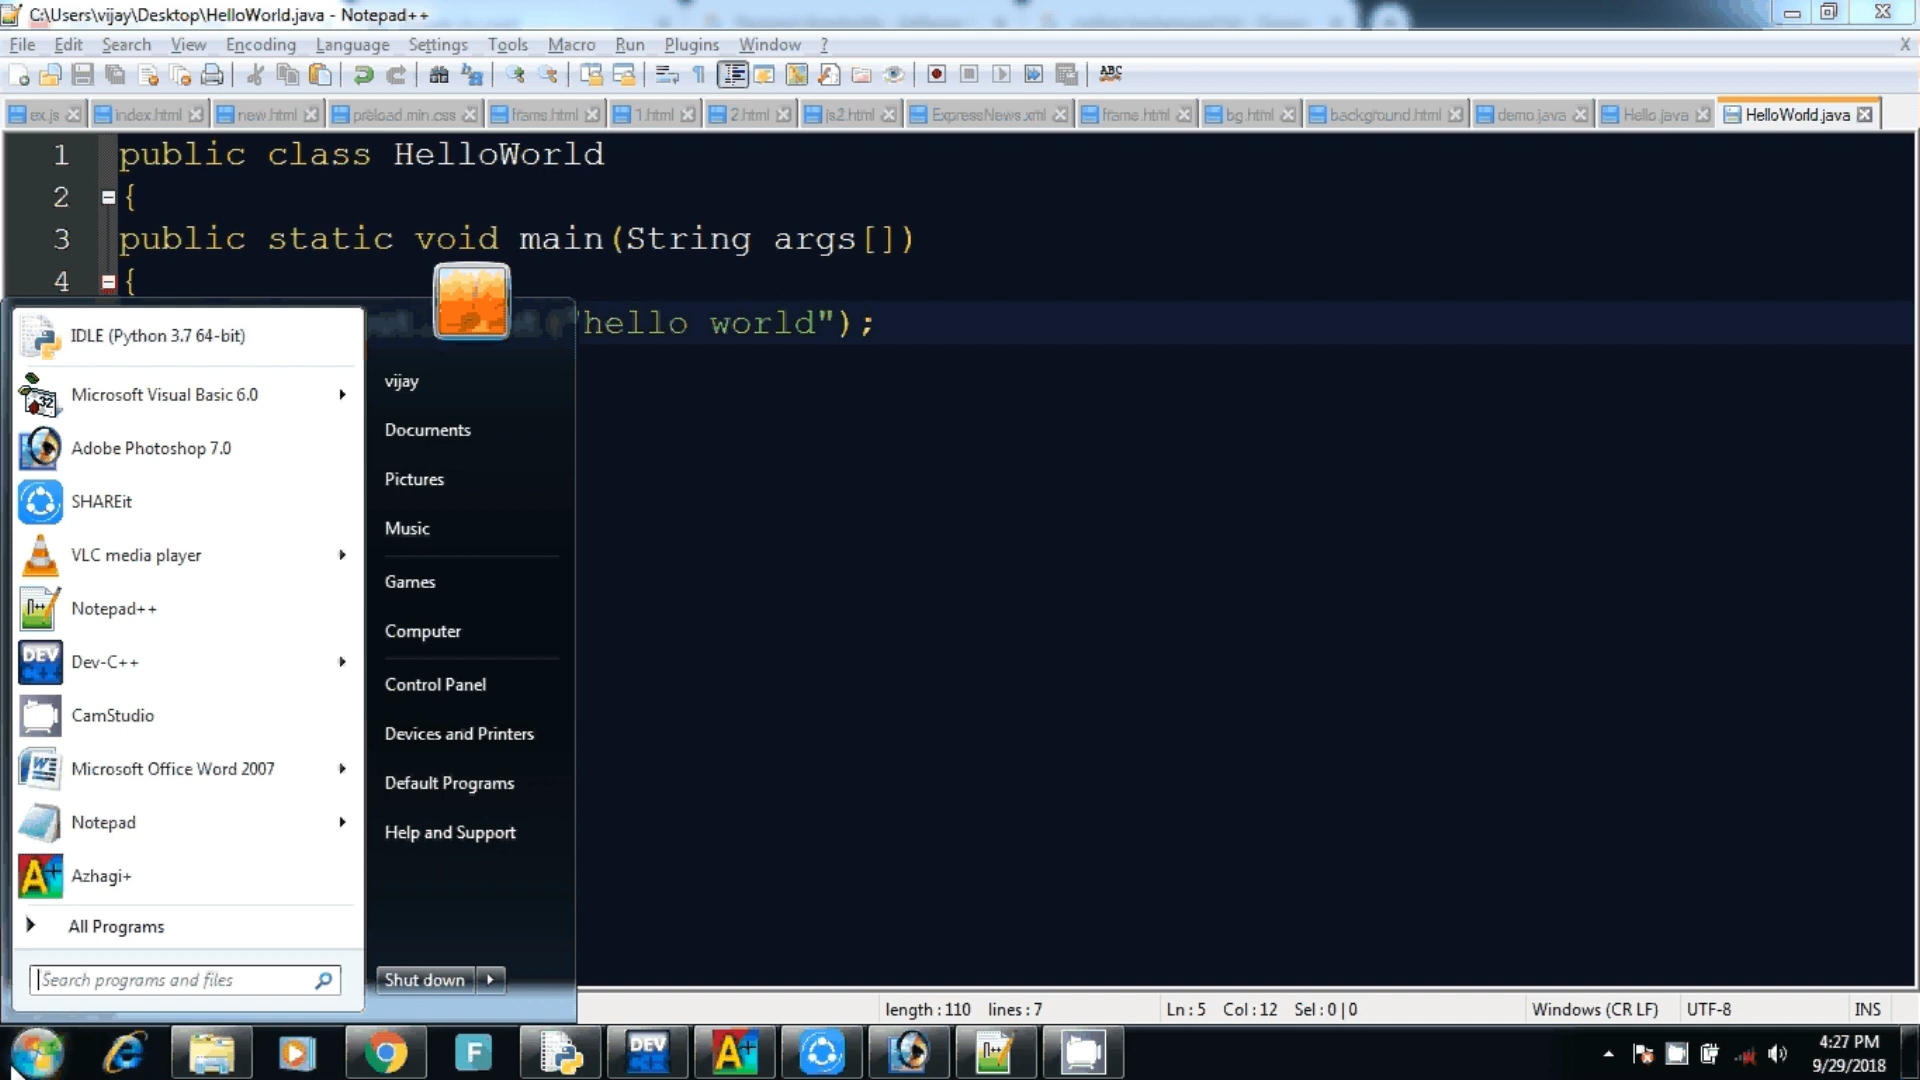 C:\Users\vijay\Desktop\HelloWorld.java - Notepad++
File Edit Search View Encoding Language Settings Tools Macro Run Plugins Window ? X
ABC
ex.js index.html new.html preload.min.css frams.html 1.html 2.html js2.html ExpressNews.xml frame.html bg.html background.html demo.java Hello.java HelloWorld.java
1 public class HelloWorld
2 {
3 public static void main(String args[])
4 {
"hello world");
IDLE (Python 3.7 64-bit)
Microsoft Visual Basic 6.0
Adobe Photoshop 7.0
SHAREit
VLC media player
Notepad++
Dev-C++
CamStudio
Microsoft Office Word 2007
Notepad
Azhagi+
All Programs
Search programs and files
vijay
Documents
Pictures
Music
Games
Computer
Control Panel
Devices and Printers
Default Programs
Help and Support
Shut down
length : 110 lines : 7 Ln : 5 Col : 12 Sel : 0 | 0 Windows (CR LF) UTF-8 INS
F DEV A+
4:27 PM
9/29/2018